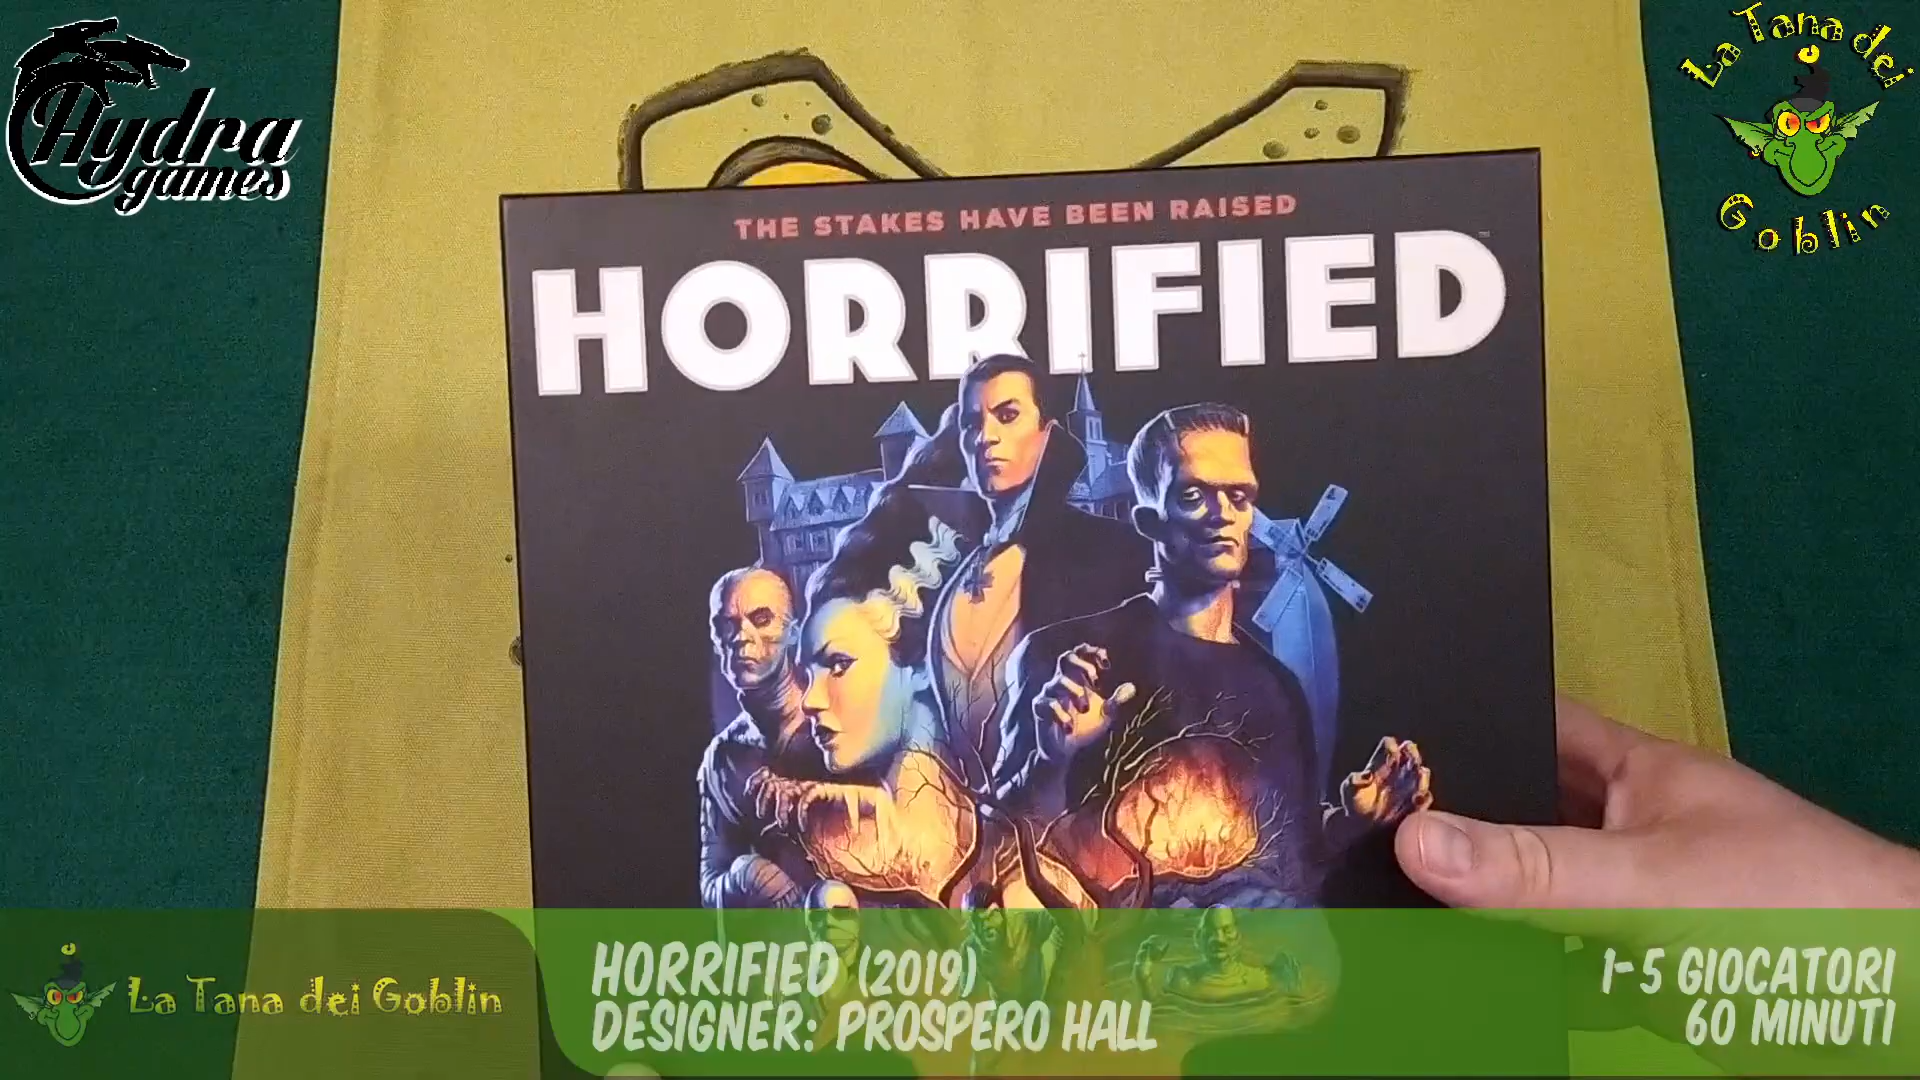 Hydra
games
La Tana dei
Goblin
THE STAKES HAVE BEEN RAISED
HORRIFIED
La Tana dei Goblin
HORRIFIED (2019)
DESIGNER: PROSPERO HALL
1-5 GIOCATORI
60 MINUTI